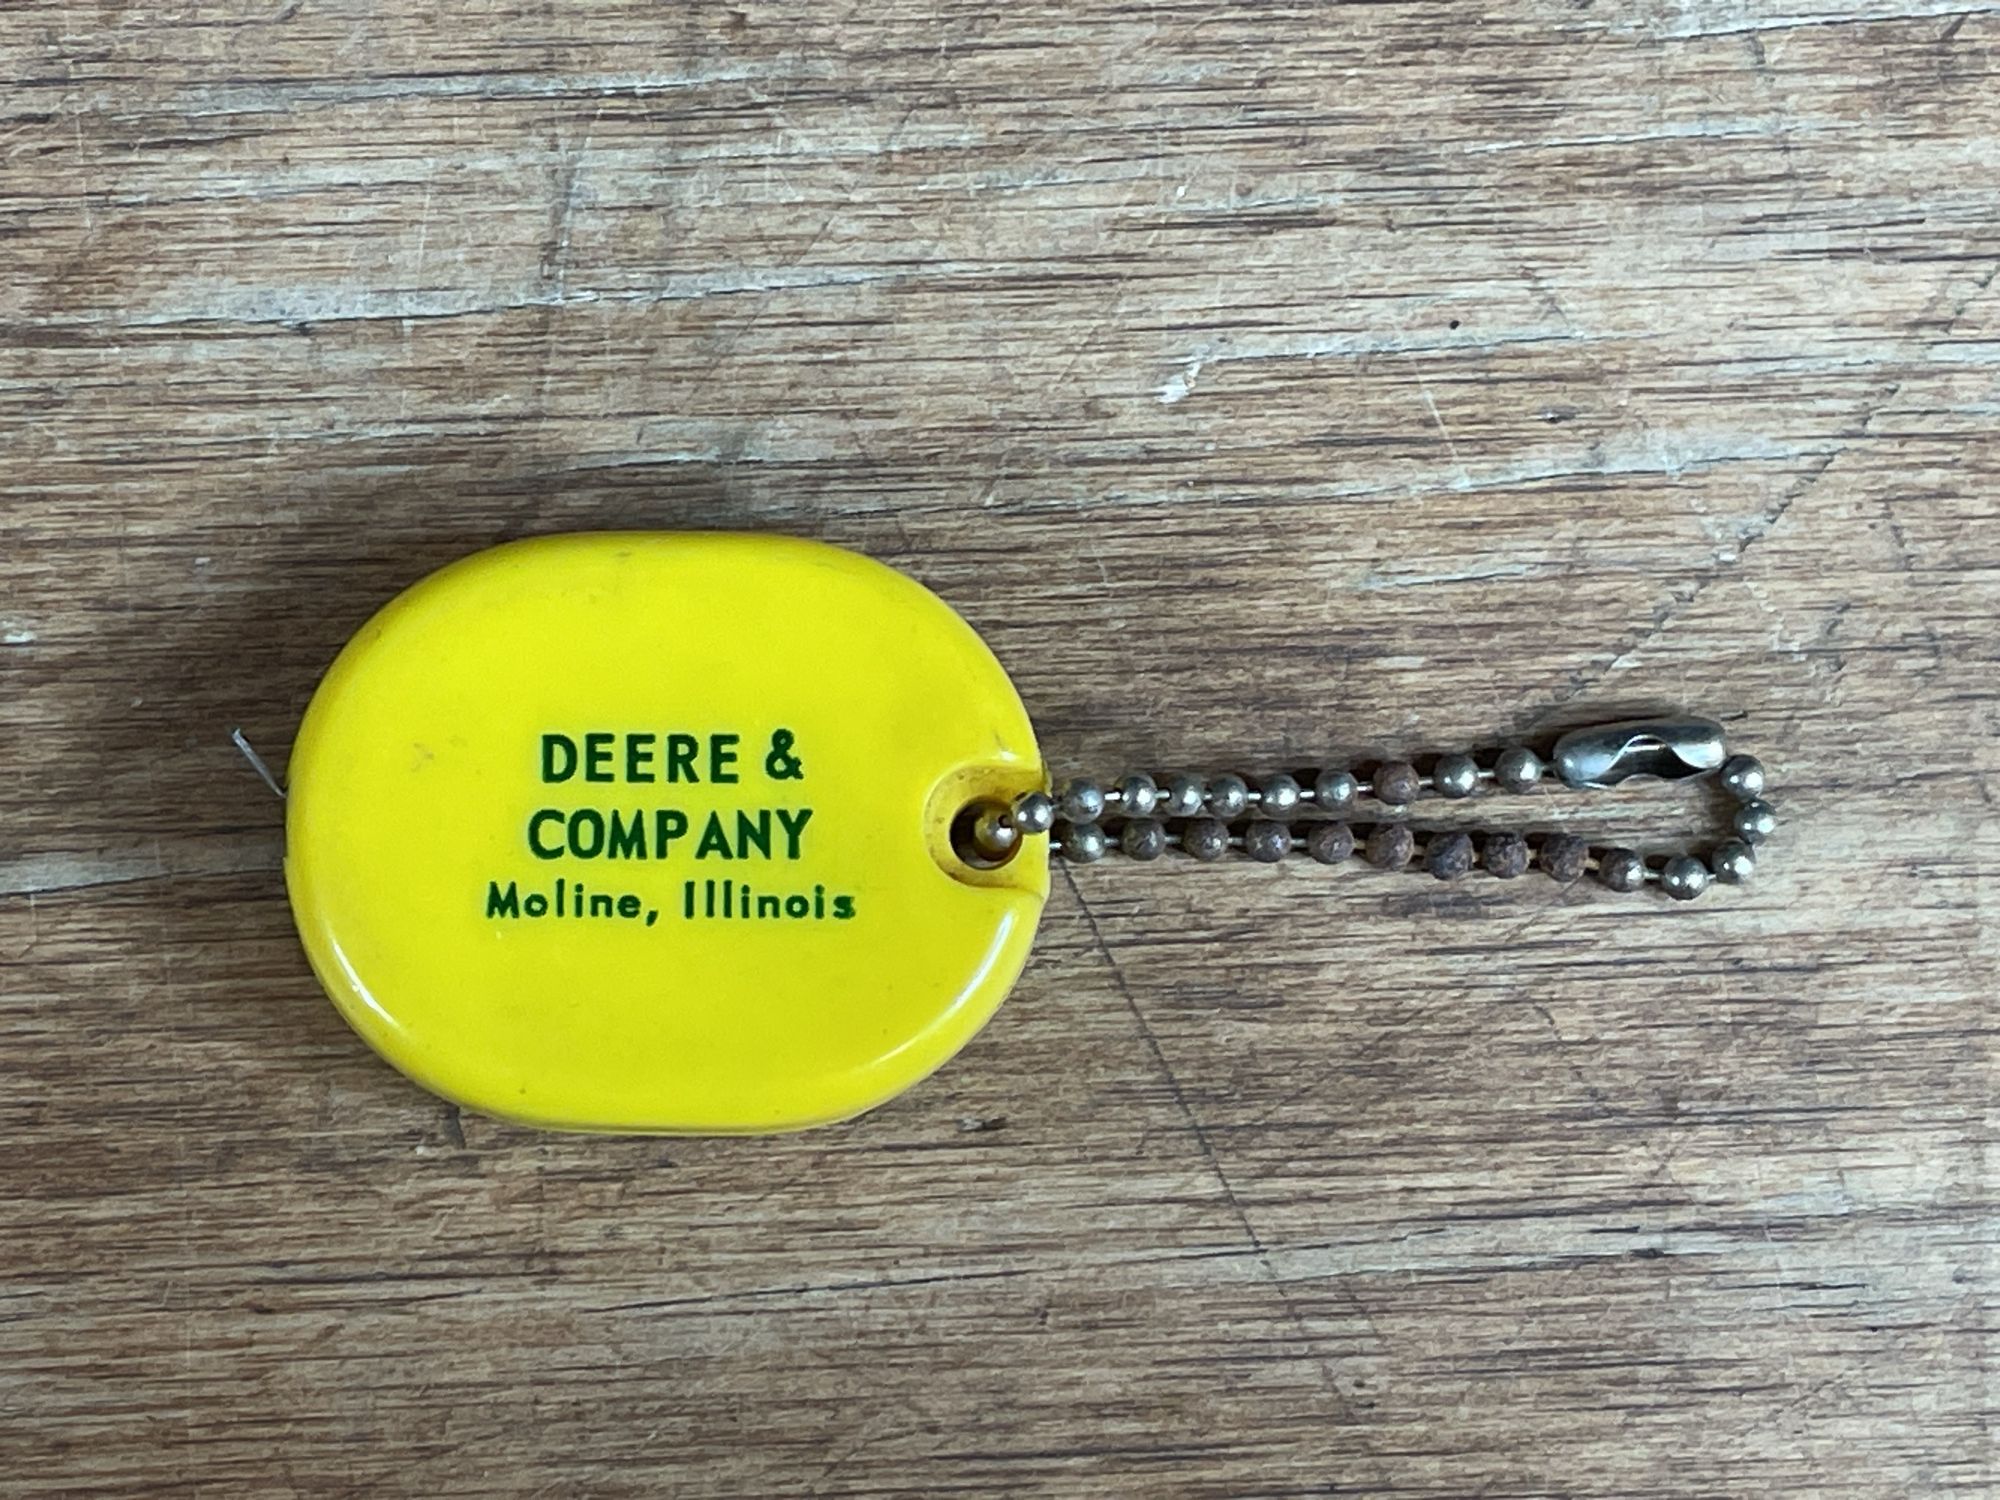 DEERE &
COMPANY
Moline, Illinois